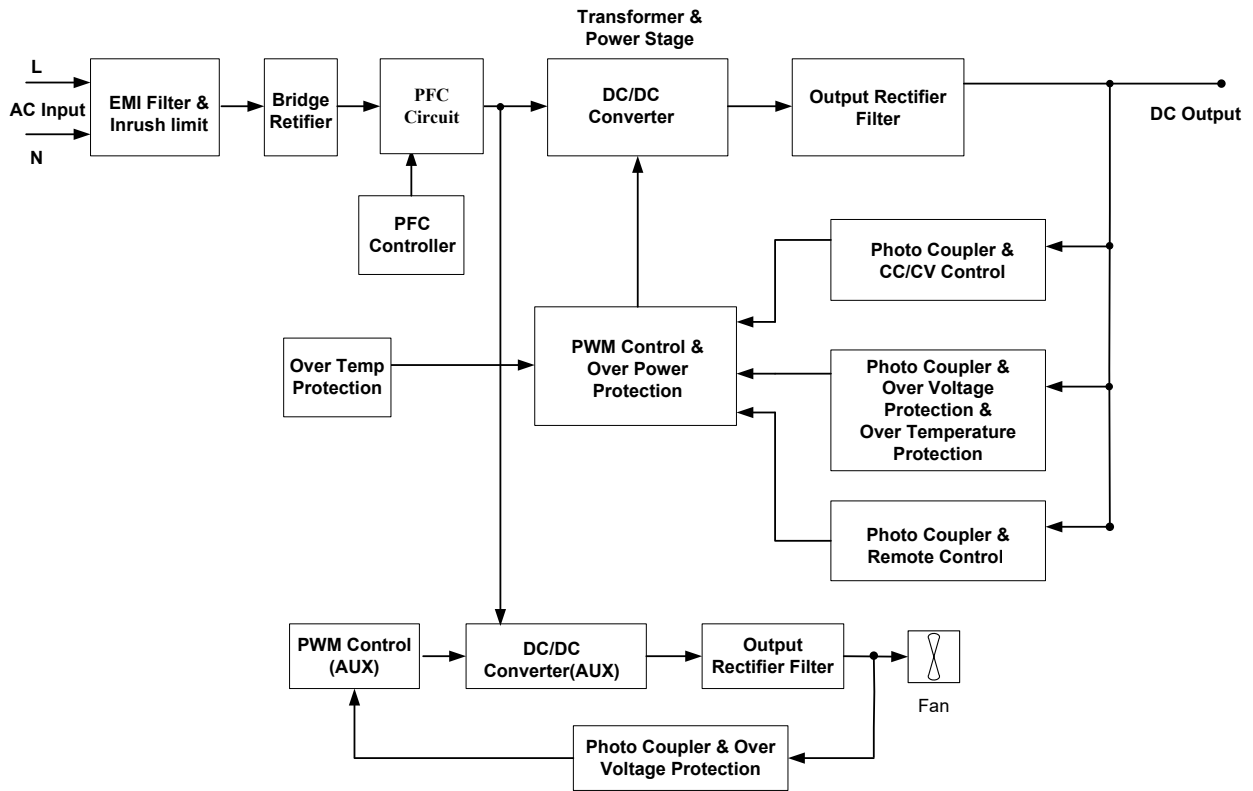 Transformer &
Power Stage
L
AC Input
N
EMI Filter &
Inrush limit
Bridge
Retifier
PFC
Circuit
DC/DC
Converter
Output Rectifier
Filter
DC Output
PFC
Controller
Photo Coupler &
CC/CV Control
Over Temp
Protection
PWM Control &
Over Power
Protection
Photo Coupler &
Over Voltage
Protection &
Over Temperature
Protection
Photo Coupler &
Remote Control
PWM Control
(AUX)
DC/DC
Converter(AUX)
Output
Rectifier Filter
Fan
Photo Coupler & Over
Voltage Protection